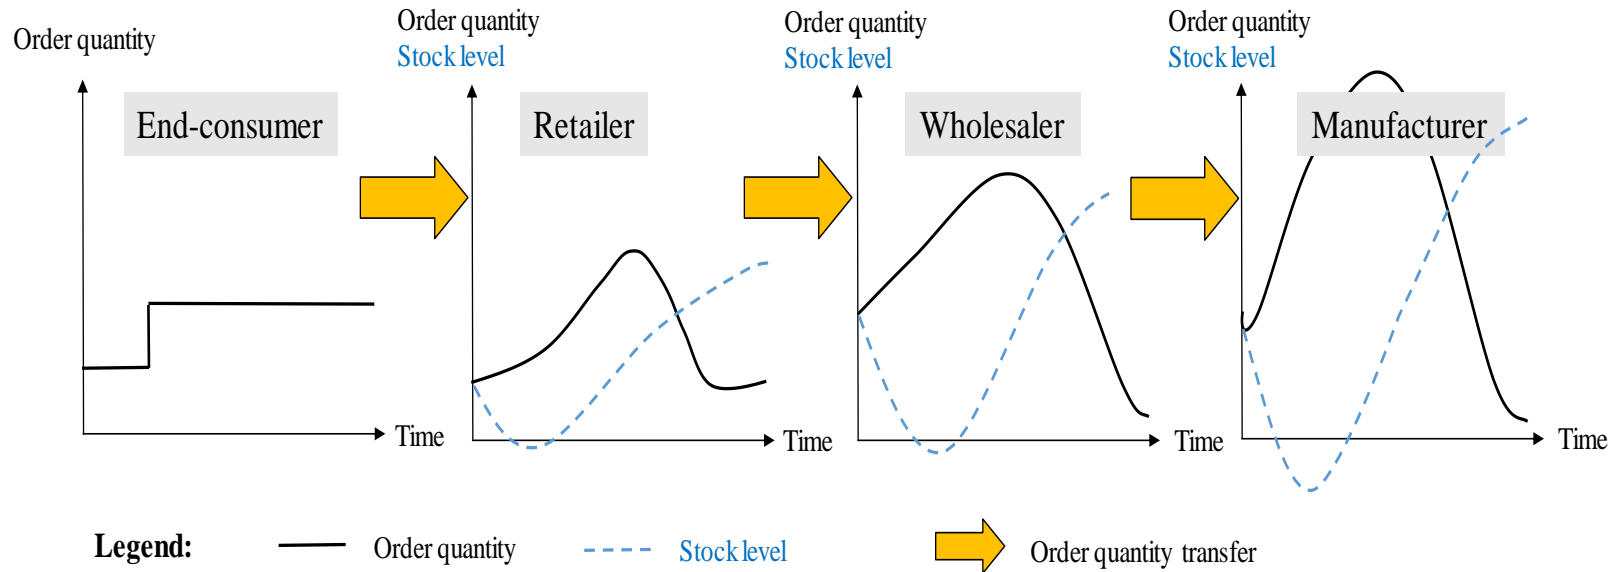 Order quantity
End-consumer
Time
Order quantity
Stock level
Retailer
Time
Order quantity
Stock level
Wholesaler
Time
Order quantity
Stock level
Manufacturer
Time
Legend:
Order quantity
Stock level
Order quantity transfer